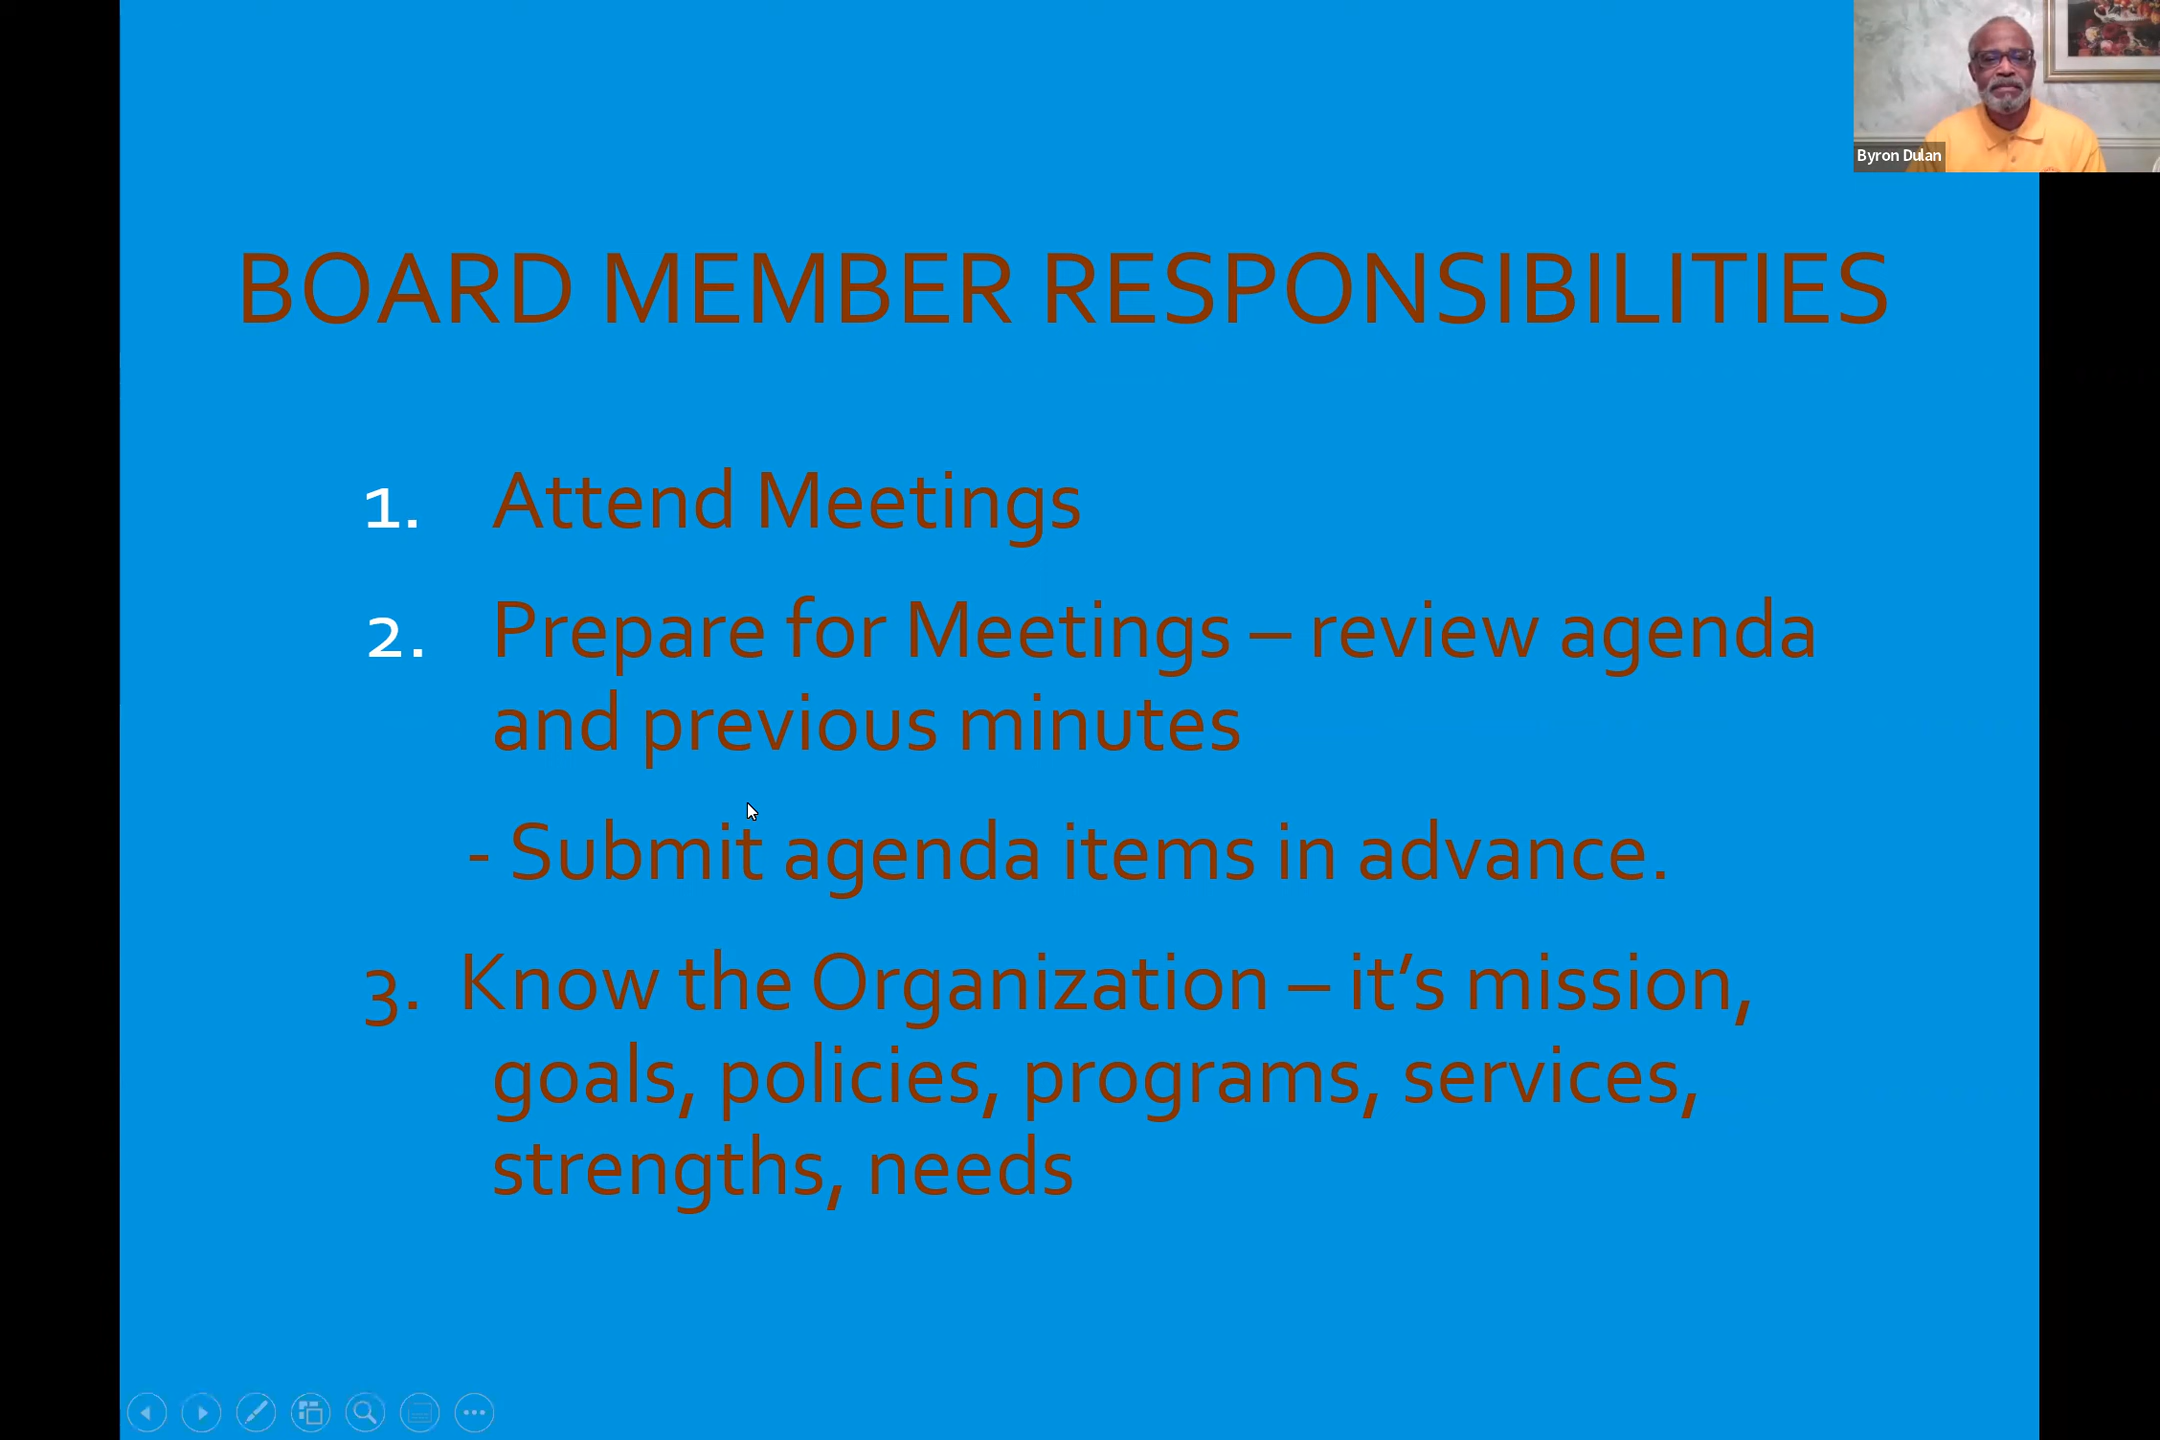 Byron Dulan
BOARD MEMBER RESPONSIBILITIES
1. Attend Meetings
2. Prepare for Meetings – review agenda
and previous minutes
- Submit agenda items in advance.
3. Know the Organization – it’s mission,
goals, policies, programs, services,
strengths, needs